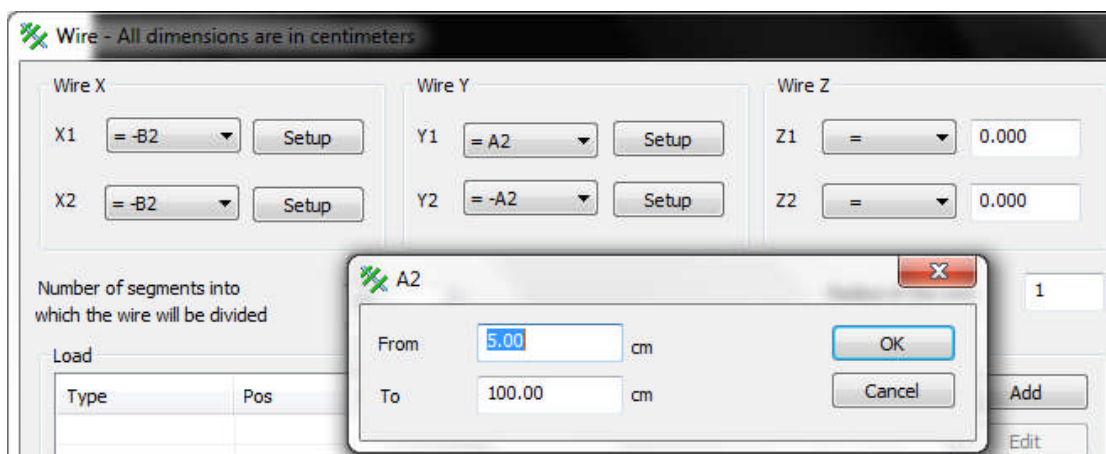 Wire - All dimensions are in centimeters
Wire X Wire Y Wire Z
X1 = -B2 Setup Y1 = A2 Setup Z1 = 0.000
X2 = -B2 Setup Y2 = -A2 Setup Z2 = 0.000
A2
Number of segments into 1
which the wire will be divided
From 5.00 cm OK
Load
To 100.00 cm Cancel
Type Pos Add
Edit